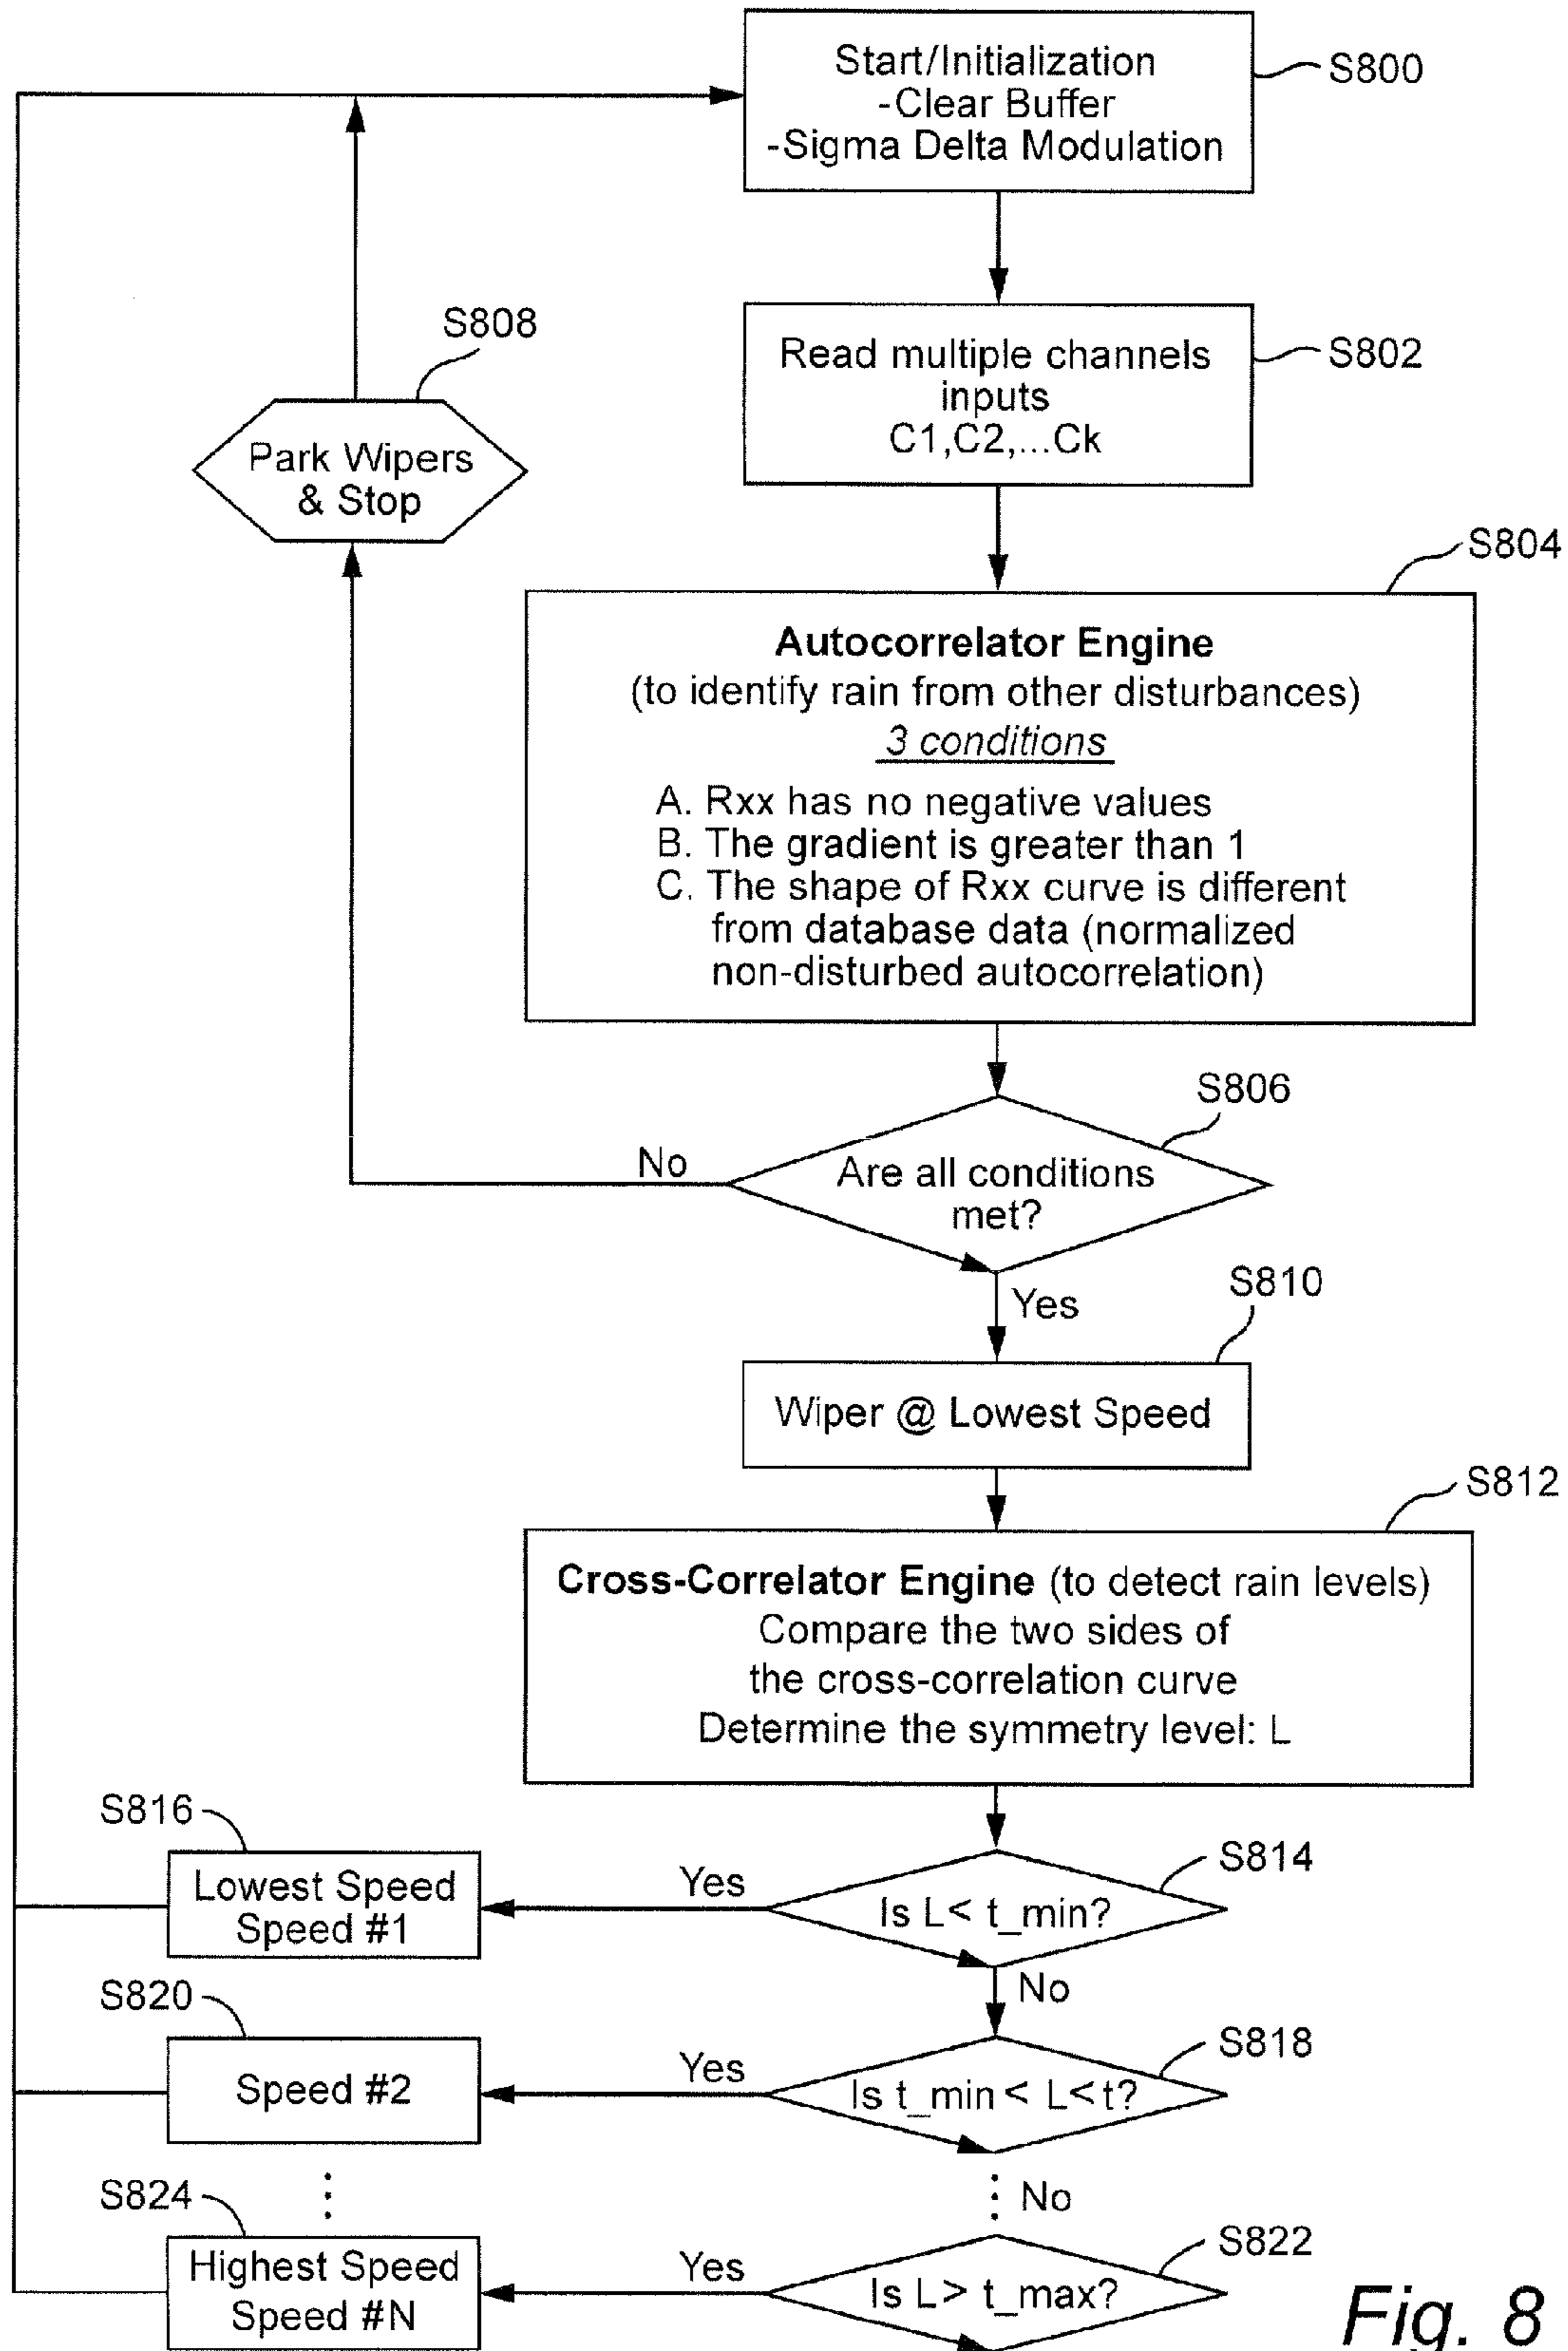 Start/Initialization
-Clear Buffer
-Sigma Delta Modulation
S800
Read multiple channels
inputs
C1,C2,...Ck
S802
S808
Park Wipers
& Stop
S804
Autocorrelator Engine
(to identify rain from other disturbances)
3 conditions
A. Rxx has no negative values
B. The gradient is greater than 1
C. The shape of Rxx curve is different
from database data (normalized
non-disturbed autocorrelation)
S806
No
Are all conditions
met?
Yes
S810
Wiper @ Lowest Speed
S812
Cross-Correlator Engine (to detect rain levels)
Compare the two sides of
the cross-correlation curve
Determine the symmetry level: L
S816
Lowest Speed
Speed #1
Yes
Is L< t_min?
S814
No
S820
Speed #2
Yes
Is t_min < L<t?
S818
No
S824
Highest Speed
Speed #N
Yes
Is L> t_max?
S822
Fig. 8